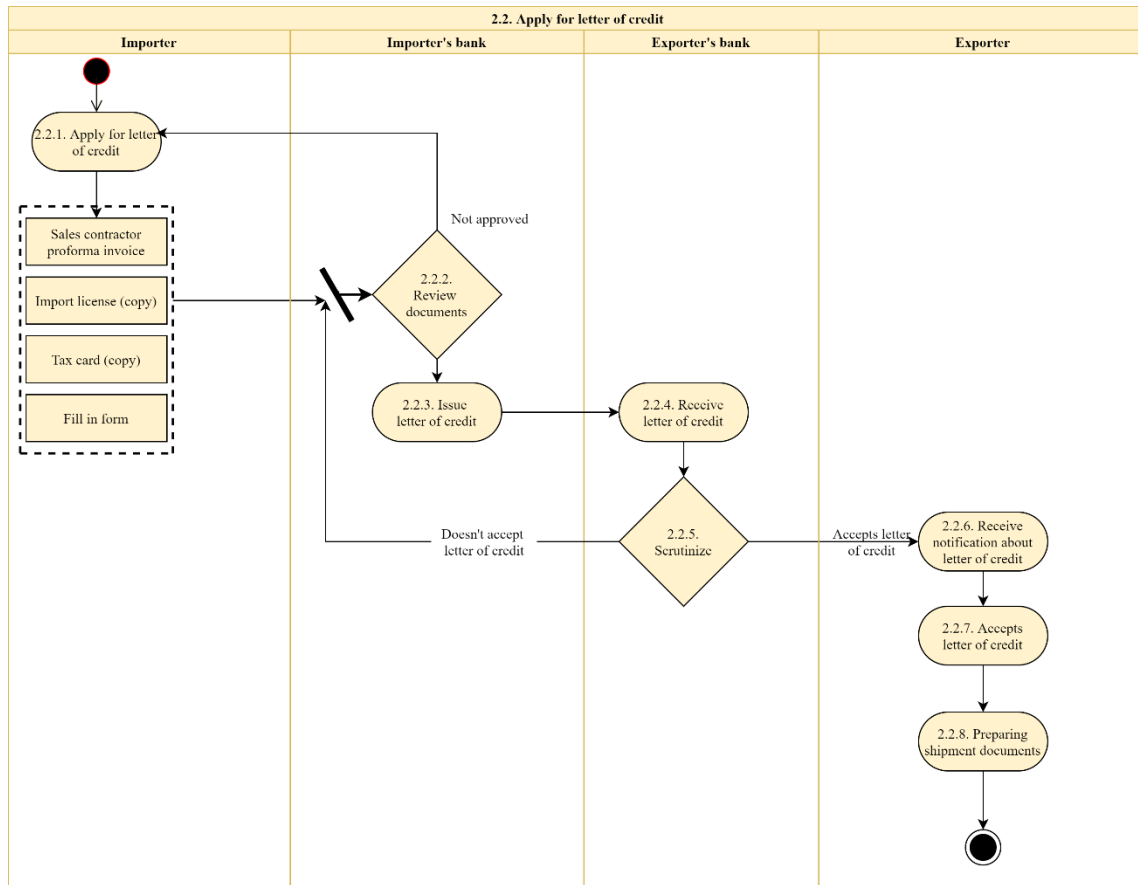 2.2. Apply for letter of credit
Importer
Importer's bank
Exporter's bank
Exporter
2.2.1. Apply for letter
of credit
Sales contractor
proforma invoice
Import license (copy)
Tax card (copy)
Fill in form
Not approved
2.2.2.
Review
documents
2.2.3. Issue
letter of credit
2.2.4. Receive
letter of credit
Doesn't accept
letter of credit
2.2.5.
Scrutinize
Accepts letter
of credit
2.2.6. Receive
notification about
letter of credit
2.2.7. Accepts
letter of credit
2.2.8. Preparing
shipment documents